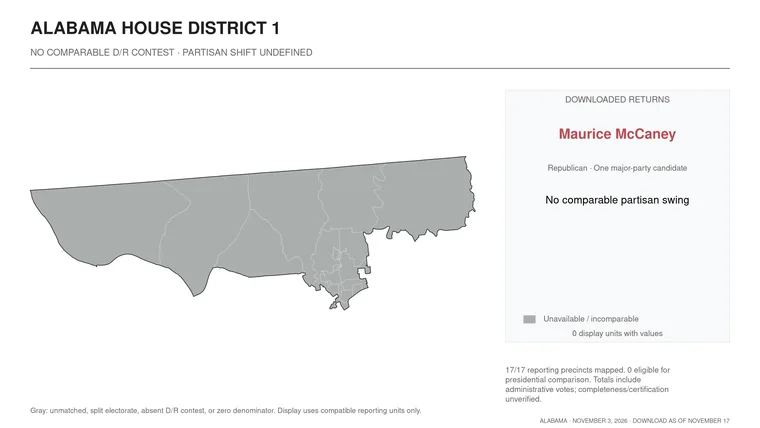 ALABAMA HOUSE DISTRICT 1
NO COMPARABLE D/R CONTEST · PARTISAN SHIFT UNDEFINED
DOWNLOADED RETURNS
Maurice McCaney
Republican · One major-party candidate
No comparable partisan swing
Unavailable / incomparable
0 display units with values
17/17 reporting precincts mapped. 0 eligible for
presidential comparison. Totals include
administrative votes; completeness/certification
unverified.
Gray: unmatched, split electorate, absent D/R contest, or zero denominator. Display uses compatible reporting units only.
ALABAMA · NOVEMBER 3, 2026 · DOWNLOAD AS OF NOVEMBER 17